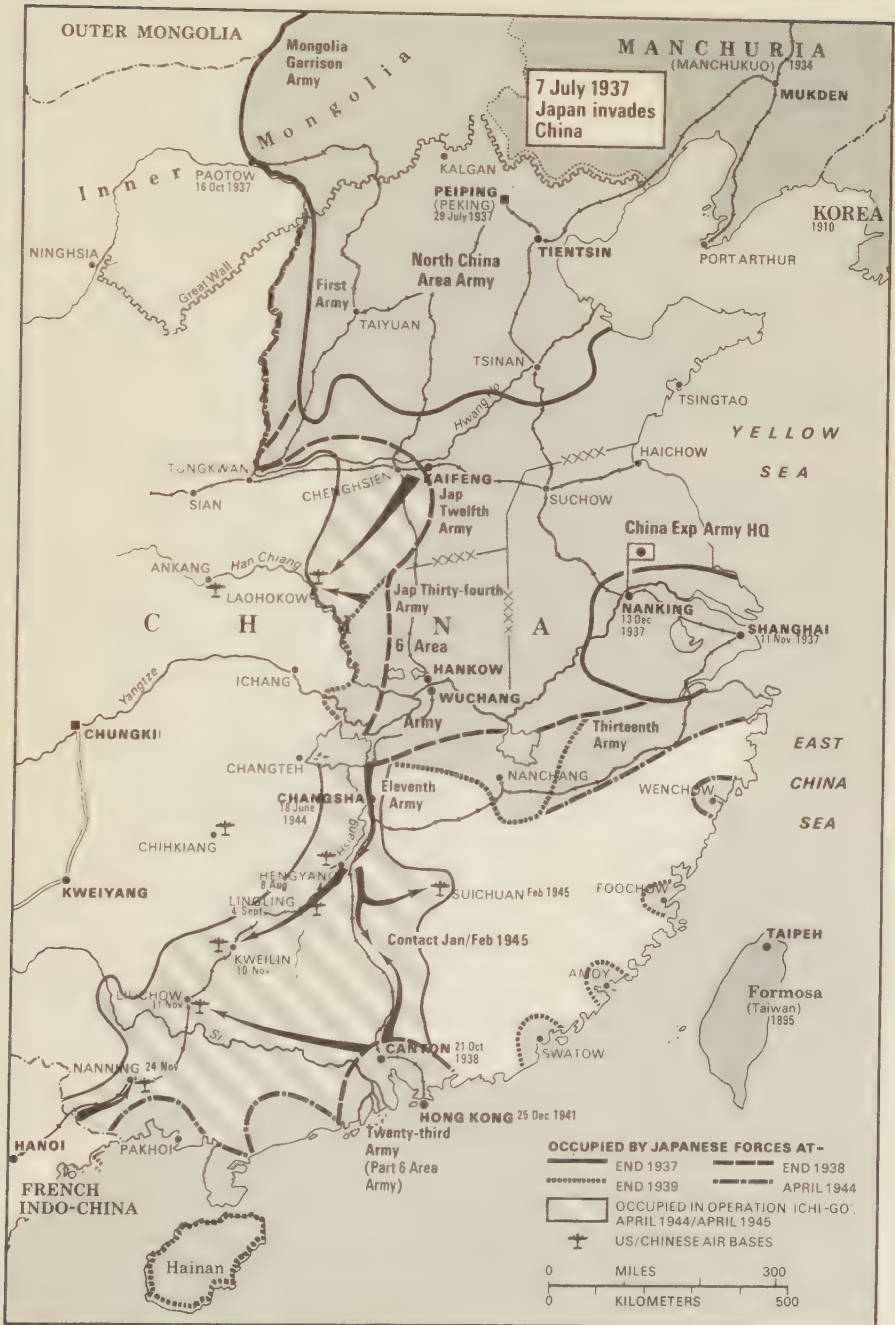 OUTER MONGOLIA
Mongolia
Garrison
Army
MANCHURIA
(MANCHUKUO) 1934
MUKDEN
7 July 1937
Japan invades
China
Inner Mongolia
PAOTOW
16 Oct 1937
KALGAN
PEIPING
(PEKING)
29 July 1937
KOREA
1910
NINGHSIA
Great Wall
TIENTSIN
PORT ARTHUR
North China
Area Army
First
Army
TAIYUAN
TSINAN
TSINGTAO
Hwang Ho
YELLOW
SEA
TUNGKWAN
SIAN
CHENGHSIEN
KAIFENG
HAICHOW
SUCHOW
Jap
Twelfth
Army
XXXX
XXXX
XXXX
China Exp Army HQ
ANKANG
Han Chiang
LAOHOKOW
Jap Thirty-fourth
Army
CHINA
NANKING
13 Dec
1937
SHANGHAI
11 Nov 1937
6 Area
Army
HANKOW
WUCHANG
ICHANG
Yangtze
CHUNGKI
Thirteenth
Army
EAST
CHINA
SEA
CHANGTEH
NANCHANG
WENCHOW
CHANGSHA
18 June
1944
Eleventh
Army
Hsiang
CHIHKIANG
HENGYANG
8 Aug
KWEIYANG
LINGLING
4 Sept
SUICHUAN Feb 1945
FOOCHOW
Contact Jan/Feb 1945
TAIPEH
KWEILIN
10 Nov
AMOY
Formosa
(Taiwan)
1895
LIUCHOW
11 Nov
Si
CANTON 21 Oct
1938
SWATOW
NANNING 24 Nov
HONG KONG 25 Dec 1941
HANOI
PAKHOI
Twenty-third
Army
(Part 6 Area
Army)
FRENCH
INDO-CHINA
Hainan
OCCUPIED BY JAPANESE FORCES AT-
END 1937
END 1938
END 1939
APRIL 1944
OCCUPIED IN OPERATION 'ICHI-GO',
APRIL 1944/APRIL 1945
US/CHINESE AIR BASES
0 MILES 300
0 KILOMETERS 500